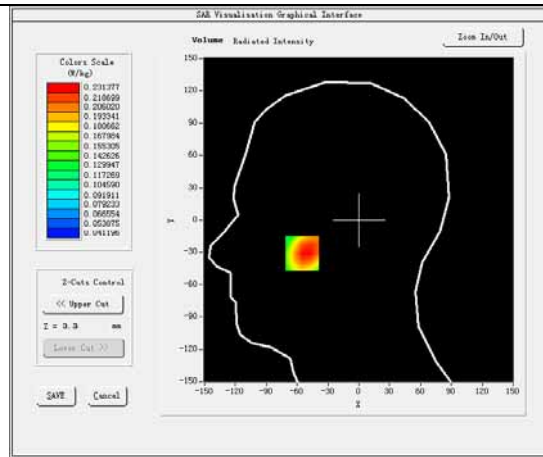 SAR Visualisation Graphical Interface
Volume Radiated Intensity
Zoom In/Out
Colors Scale
(W/kg)
0.231377
0.218699
0.206020
0.193341
0.180662
0.167984
0.155305
0.142626
0.129947
0.117269
0.104590
0.091911
0.079233
0.066554
0.053875
0.041196
Z-Cuts Control
<< Upper Cut
Z = 3.3 mm
Lower Cut >>
SAVE
Cancel
150
120
90
60
30
0
-30
-60
-90
-120
-150
Y
-150 -120 -90 -60 -30 0 30 60 90 120 150
X